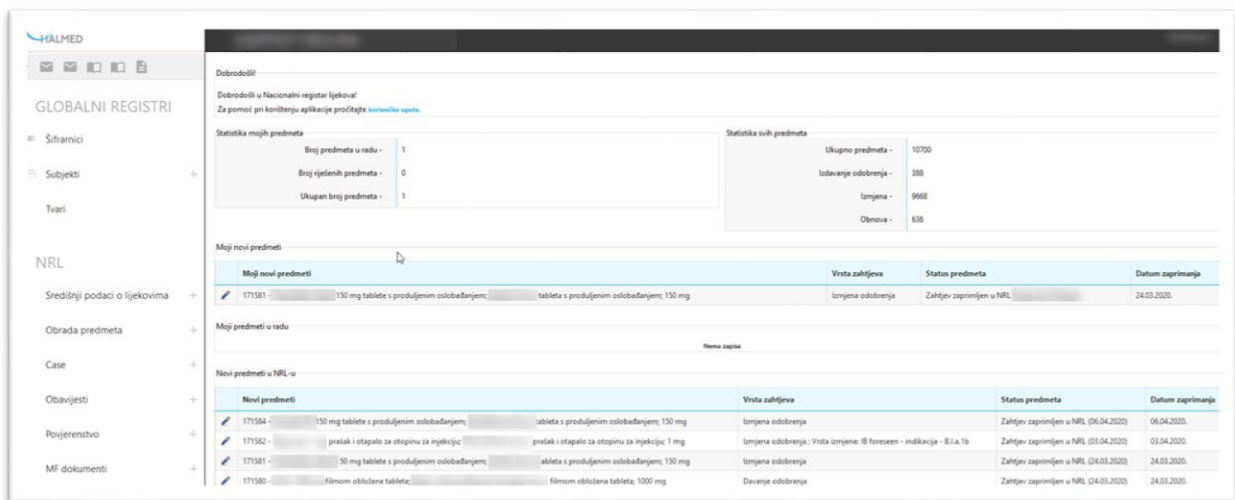 HALMED
GLOBALNI REGISTRI
Šifrarnici
Subjekti +
Tvari
NRL
Središnji podaci o lijekovima +
Obrada predmeta +
Case +
Obavijesti +
Povjerenstvo +
MF dokumenti +
Dobrodošli!
Dobrodošli u Nacionalni registar lijekova!
Za pomoć pri korištenju aplikacije pročitajte korisničke upute.
Statistika mojih predmeta
Broj predmeta u radu - 1
Broj riješenih predmeta - 0
Ukupan broj predmeta - 1
Statistika svih predmeta
Ukupno predmeta - 10700
Izdavanje odobrenja - 388
Izmjena - 9668
Obnova - 636
Moji novi predmeti
Moji novi predmeti Vrsta zahtjeva Status predmeta Datum zaprimanja
171581 - 150 mg tablete s produljenim oslobađanjem; tableta s produljenim oslobađanjem; 150 mg Izmjena odobrenja Zahtjev zaprimljen u NRL 24.03.2020.
Moji predmeti u radu
Nema zapisa
Novi predmeti u NRL-u
Novi predmeti Vrsta zahtjeva Status predmeta Datum zaprimanja
171584 - 150 mg tablete s produljenim oslobađanjem; tableta s produljenim oslobađanjem; 150 mg Izmjena odobrenja Zahtjev zaprimljen u NRL (06.04.2020) 06.04.2020.
171582 - prašak i otapalo za otopinu za injekciju; prašak i otapalo za otopinu za injekciju; 1 mg Izmjena odobrenja ; Vrsta izmjene: IB foreseen - indikacija - B.I.a.1b Zahtjev zaprimljen u NRL (03.04.2020) 03.04.2020.
171581 - 50 mg tablete s produljenim oslobađanjem; ableta s produljenim oslobađanjem; 150 mg Izmjena odobrenja Zahtjev zaprimljen u NRL (24.03.2020) 24.03.2020.
171580 - filmom obložena tableta; filmom obložena tableta; 1000 mg Davanje odobrenja Zahtjev zaprimljen u NRL (24.03.2020) 24.03.2020.